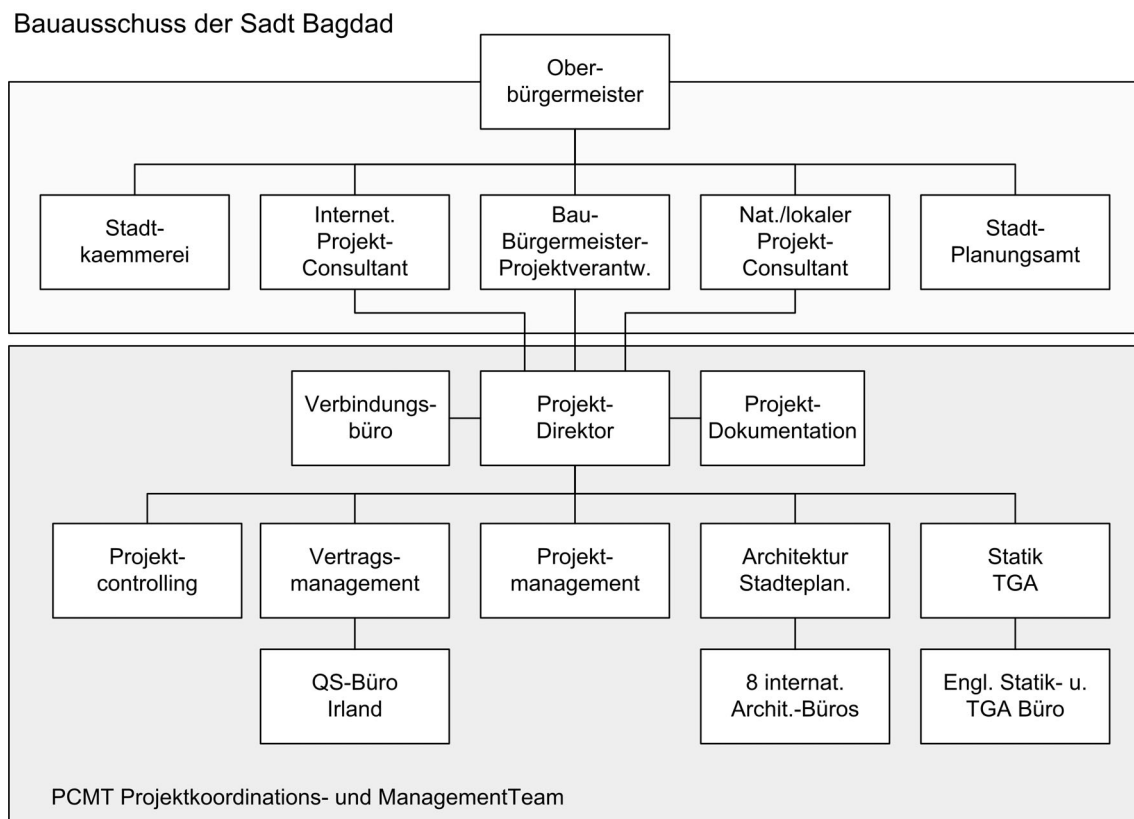 Bauausschuss der Sadt Bagdad
Ober-
bürgermeister
Stadt-
kaemmerei
Internet.
Projekt-
Consultant
Bau-
Bürgermeister-
Projektverantw.
Nat./lokaler
Projekt-
Consultant
Stadt-
Planungsamt
Verbindungs-
büro
Projekt-
Direktor
Projekt-
Dokumentation
Projekt-
controlling
Vertrags-
management
Projekt-
management
Architektur
Stadteplan.
Statik
TGA
QS-Büro
Irland
8 internat.
Archit.-Büros
Engl. Statik- u.
TGA Büro
PCMT Projektkoordinations- und ManagementTeam